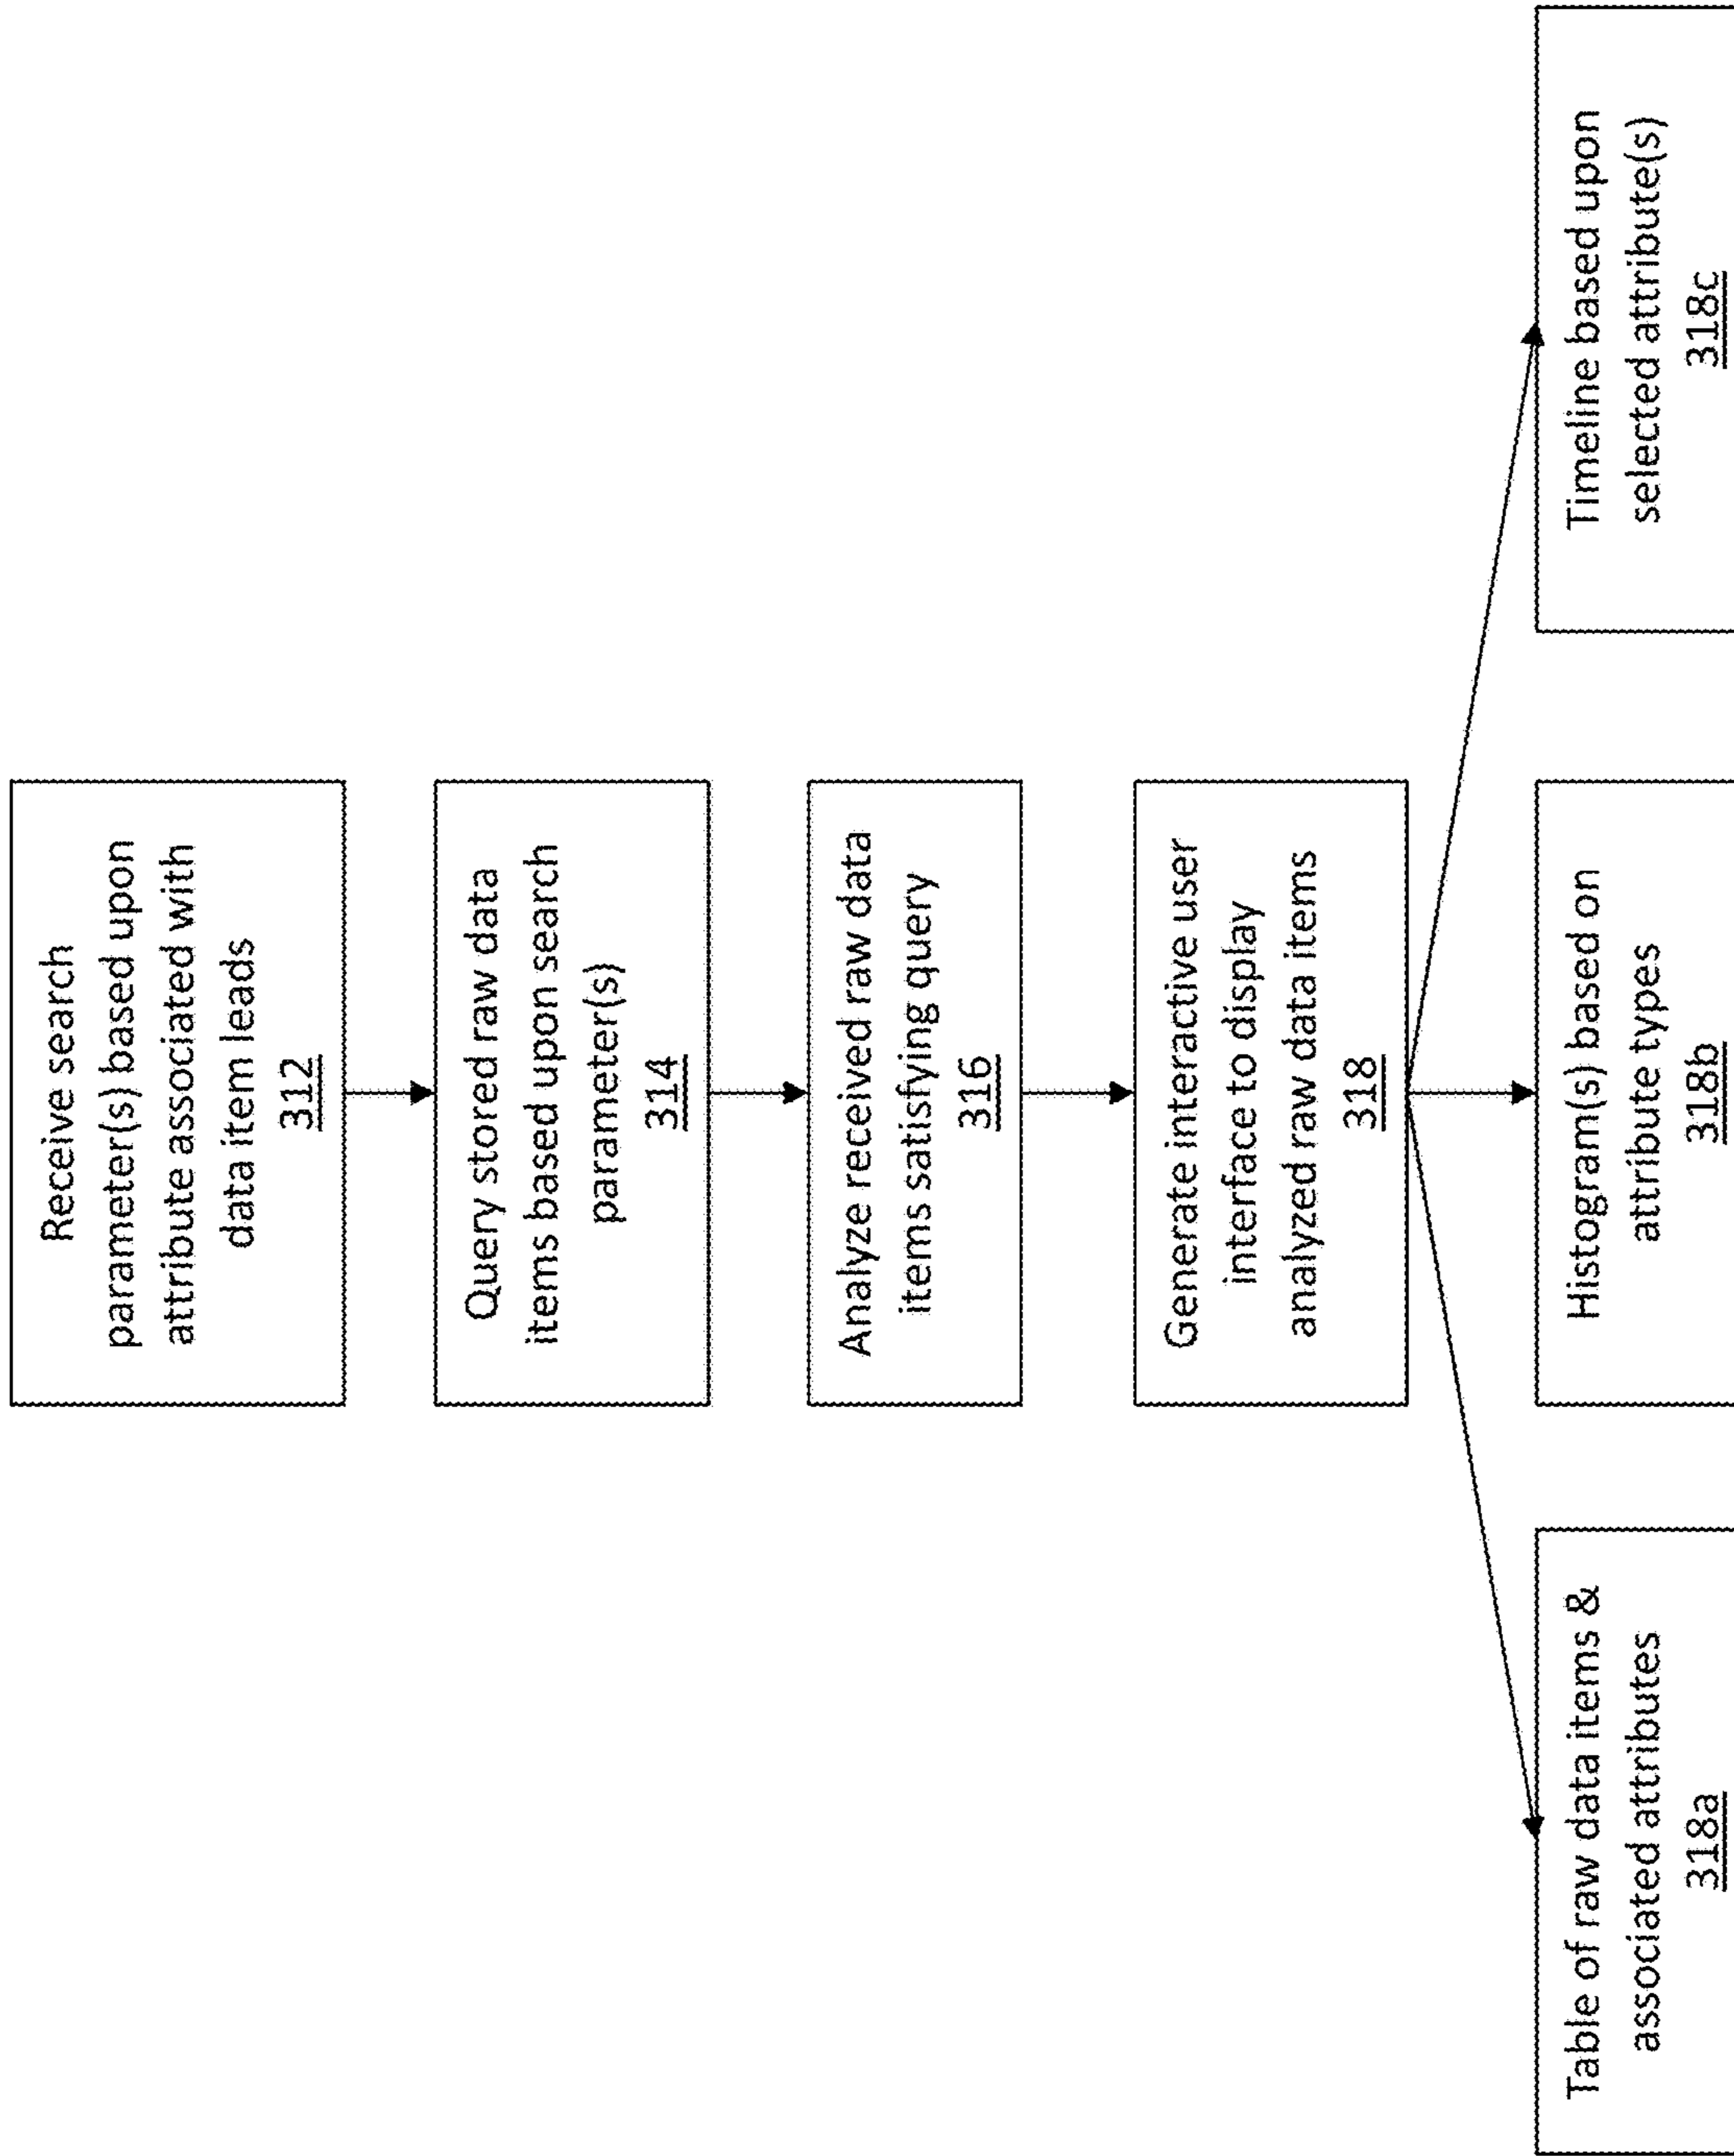 Receive search
parameter(s) based upon
attribute associated with
data item leads
312
Query stored raw data
items based upon search
parameter(s)
314
Analyze received raw data
items satisfying query
316
Generate interactive user
interface to display
analyzed raw data items
318
Table of raw data items &
associated attributes
318a
Histogram(s) based on
attribute types
318b
Timeline based upon
selected attribute(s)
318c